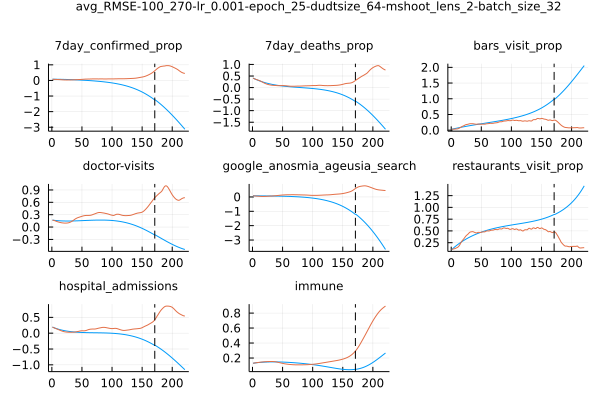 avg_RMSE-100_270-lr_0.001-epoch_25-dudtsize_64-mshoot_lens_2-batch_size_32
7day_confirmed_prop
1
0
−1
−2
−3
0 50 100 150 200
7day_deaths_prop
1.0
0.5
0.0
−0.5
−1.0
−1.5
0 50 100 150 200
bars_visit_prop
2.0
1.5
1.0
0.5
0.0
0 50 100 150 200
doctor-visits
0.9
0.6
0.3
0.0
−0.3
0 50 100 150 200
google_anosmia_ageusia_search
0
−1
−2
−3
0 50 100 150 200
restaurants_visit_prop
1.25
1.00
0.75
0.50
0.25
0 50 100 150 200
hospital_admissions
0.5
0.0
−0.5
−1.0
0 50 100 150 200
immune
0.8
0.6
0.4
0.2
0 50 100 150 200